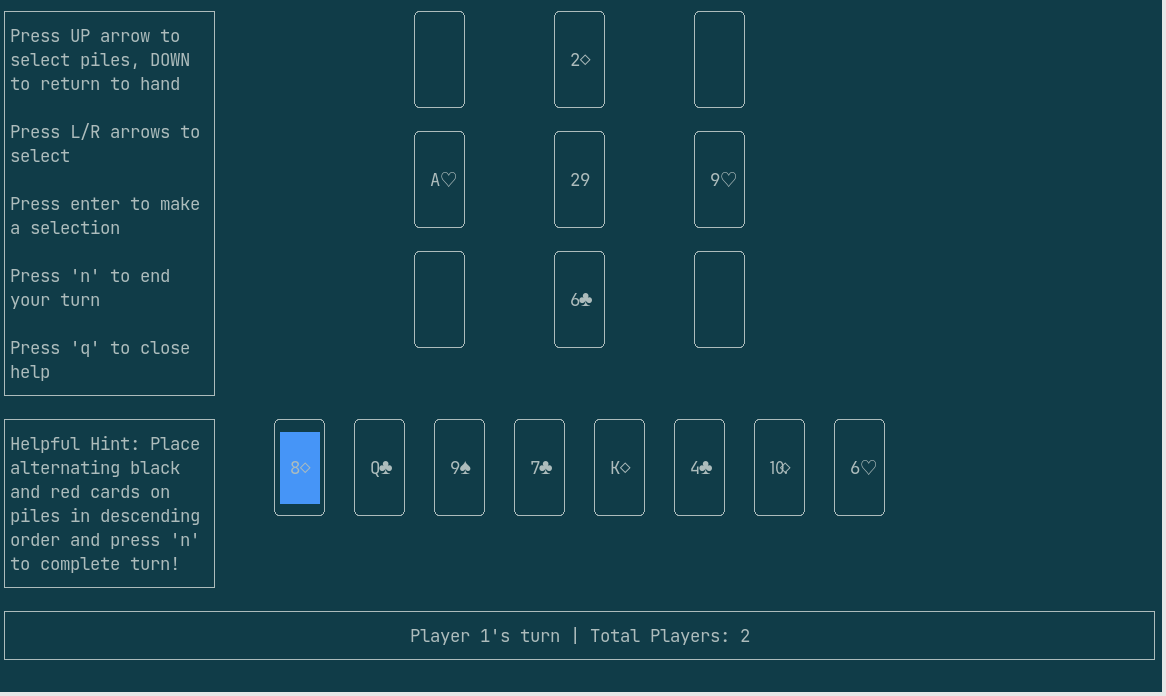 Press UP arrow to
select piles, DOWN
to return to hand
Press L/R arrows to
select
Press enter to make
a selection
Press 'n' to end
your turn
Press 'q' to close
help
2♢
A♡ 29 9♡
6♣
Helpful Hint: Place
alternating black
and red cards on
piles in descending
order and press 'n'
to complete turn!
8♢ Q♣ 9♠ 7♣ K♢ 4♣ 10♢ 6♡
Player 1's turn | Total Players: 2